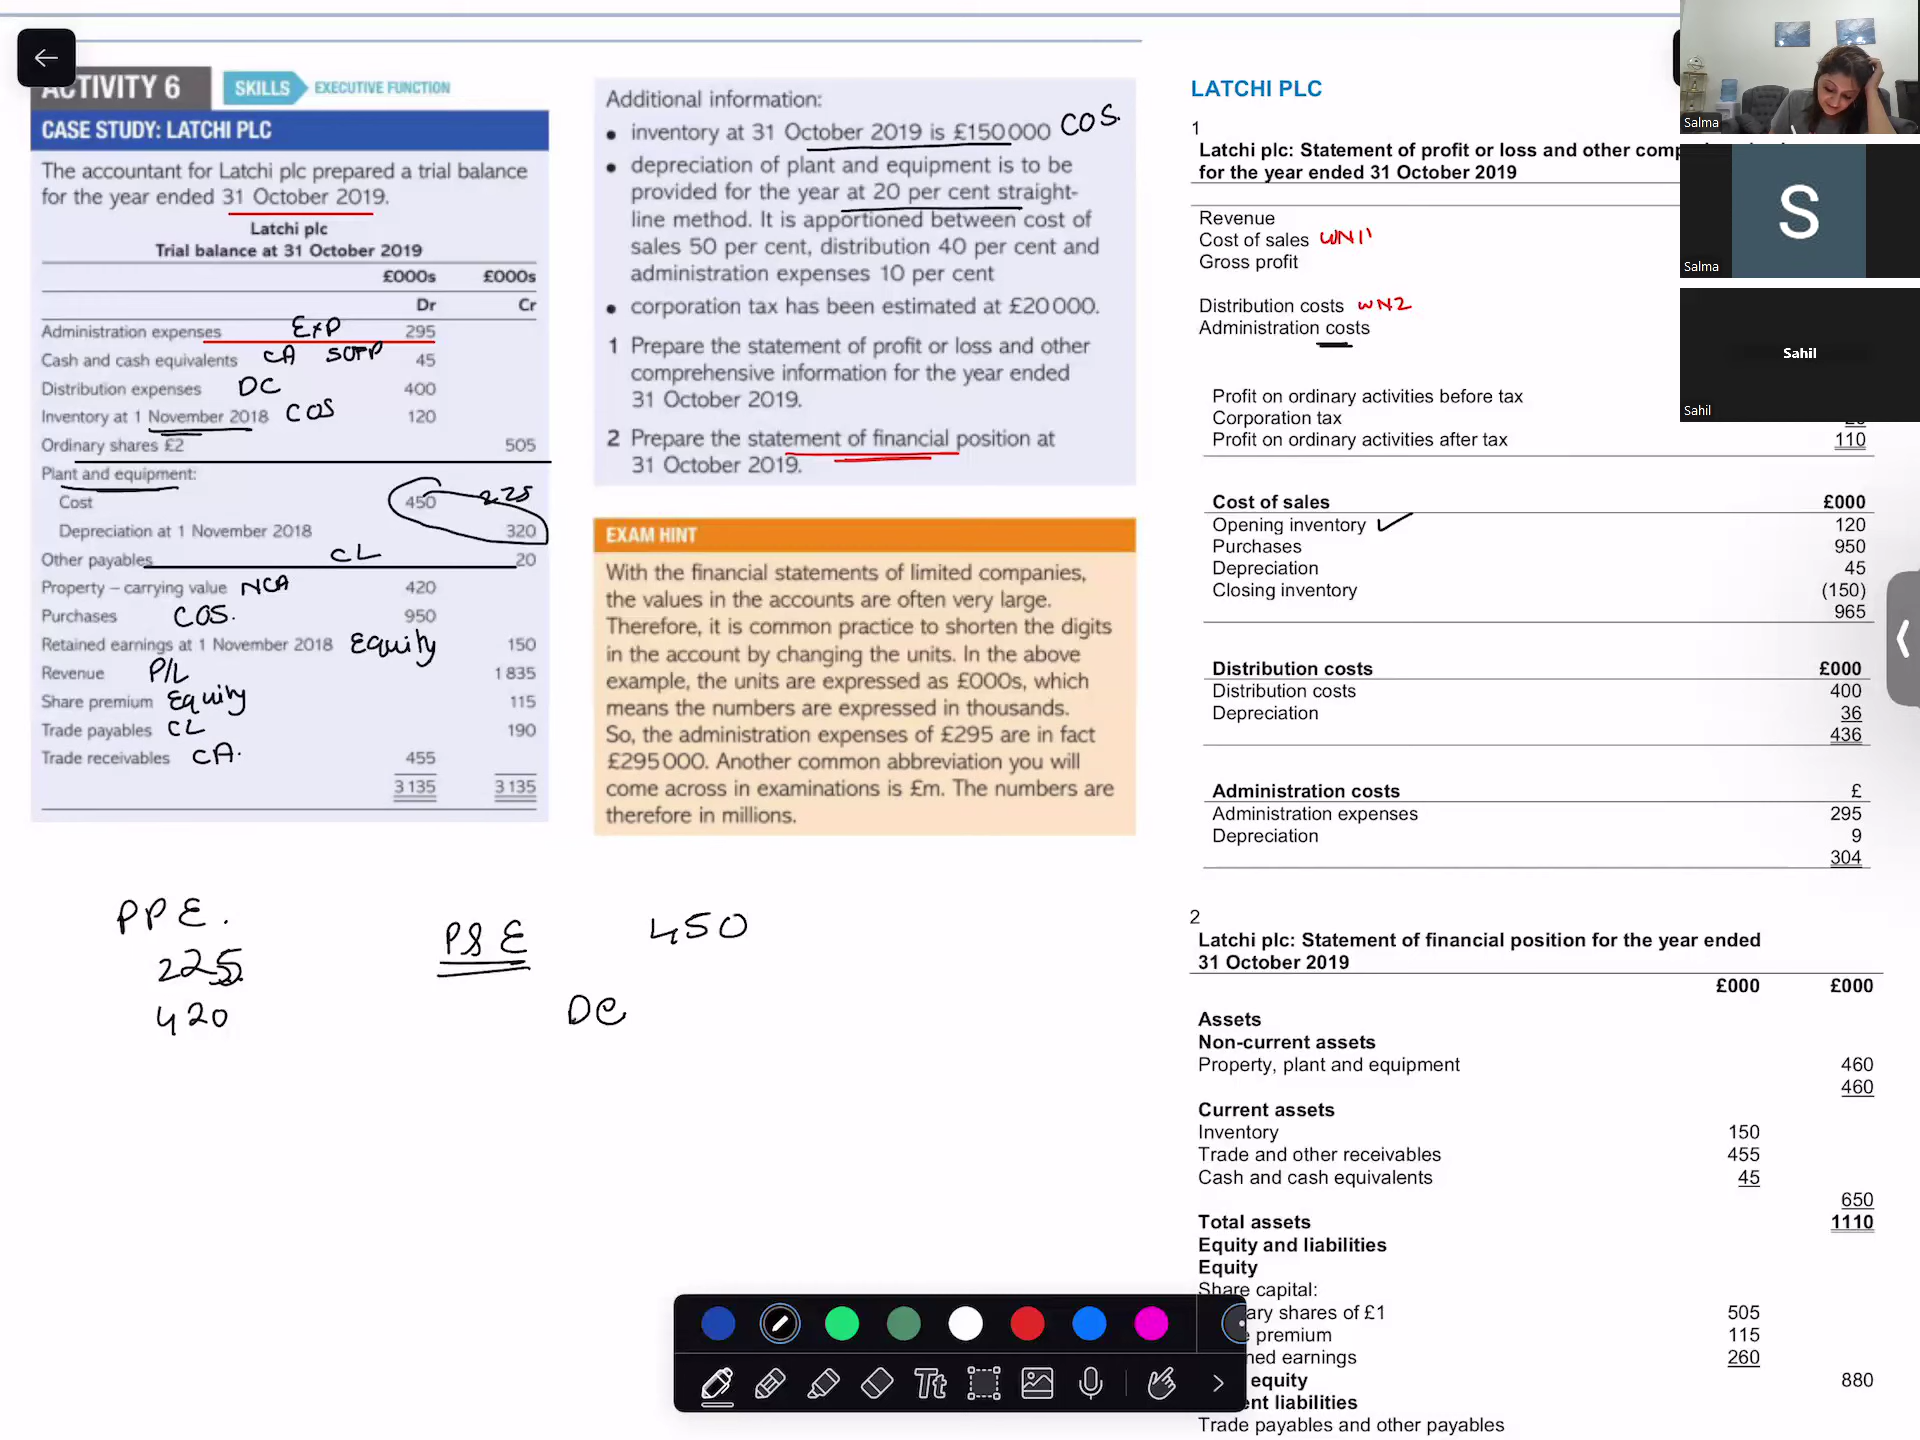 ACTIVITY 6
SKILLS
EXECUTIVE FUNCTION
CASE STUDY: LATCHI PLC
The accountant for Latchi plc prepared a trial balance
for the year ended 31 October 2019.
Latchi plc
Trial balance at 31 October 2019
£000s £000s
Dr Cr
Administration expenses EXP 295
Cash and cash equivalents CA SOFP 45
Distribution expenses DC 400
Inventory at 1 November 2018 COS 120
Ordinary shares £2 505
Plant and equipment:
Cost 450 225
Depreciation at 1 November 2018 320
Other payables CL 20
Property – carrying value NCA 420
Purchases COS. 950
Retained earnings at 1 November 2018 Equity 150
Revenue P/L 1 835
Share premium Equity 115
Trade payables CL 190
Trade receivables CA. 455
3 135 3 135
Additional information:
• inventory at 31 October 2019 is £150 000 COS.
• depreciation of plant and equipment is to be
provided for the year at 20 per cent straight-
line method. It is apportioned between cost of
sales 50 per cent, distribution 40 per cent and
administration expenses 10 per cent
• corporation tax has been estimated at £20 000.
1 Prepare the statement of profit or loss and other
comprehensive information for the year ended
31 October 2019.
2 Prepare the statement of financial position at
31 October 2019.
EXAM HINT
With the financial statements of limited companies,
the values in the accounts are often very large.
Therefore, it is common practice to shorten the digits
in the account by changing the units. In the above
example, the units are expressed as £000s, which
means the numbers are expressed in thousands.
So, the administration expenses of £295 are in fact
£295 000. Another common abbreviation you will
come across in examinations is £m. The numbers are
therefore in millions.
PPE.
225
420
P&E 450
DC
LATCHI PLC
1
Latchi plc: Statement of profit or loss and other
for the year ended 31 October 2019
Revenue
Cost of sales WN1
Gross profit
Distribution costs WN2
Administration costs
Profit on ordinary activities before tax
Corporation tax
Profit on ordinary activities after tax 110
Cost of sales £000
Opening inventory 120
Purchases 950
Depreciation 45
Closing inventory (150)
965
Distribution costs £000
Distribution costs 400
Depreciation 36
436
Administration costs £
Administration expenses 295
Depreciation 9
304
2
Latchi plc: Statement of financial position for the year ended
31 October 2019
£000 £000
Assets
Non-current assets
Property, plant and equipment 460
460
Current assets
Inventory 150
Trade and other receivables 455
Cash and cash equivalents 45
650
Total assets 1110
Equity and liabilities
Equity
Share capital:
ary shares of £1 505
premium 115
ned earnings 260
equity 880
ent liabilities
Trade payables and other payables
Tt
Salma
S
Salma
Sahil
Sahil